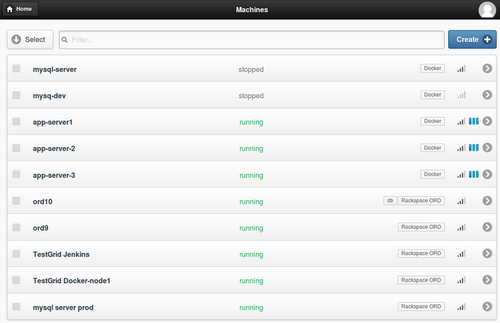 Home
Machines
Select
Filter...
Create
mysql-server stopped Docker
mysq-dev stopped Docker
app-server1 running Docker
app-server-2 running Docker
app-server-3 running Docker
ord10 running db Rackspace ORD
ord9 running Rackspace ORD
TestGrid Jenkins running Rackspace ORD
TestGrid Docker-node1 running Rackspace ORD
mysql server prod running Rackspace ORD